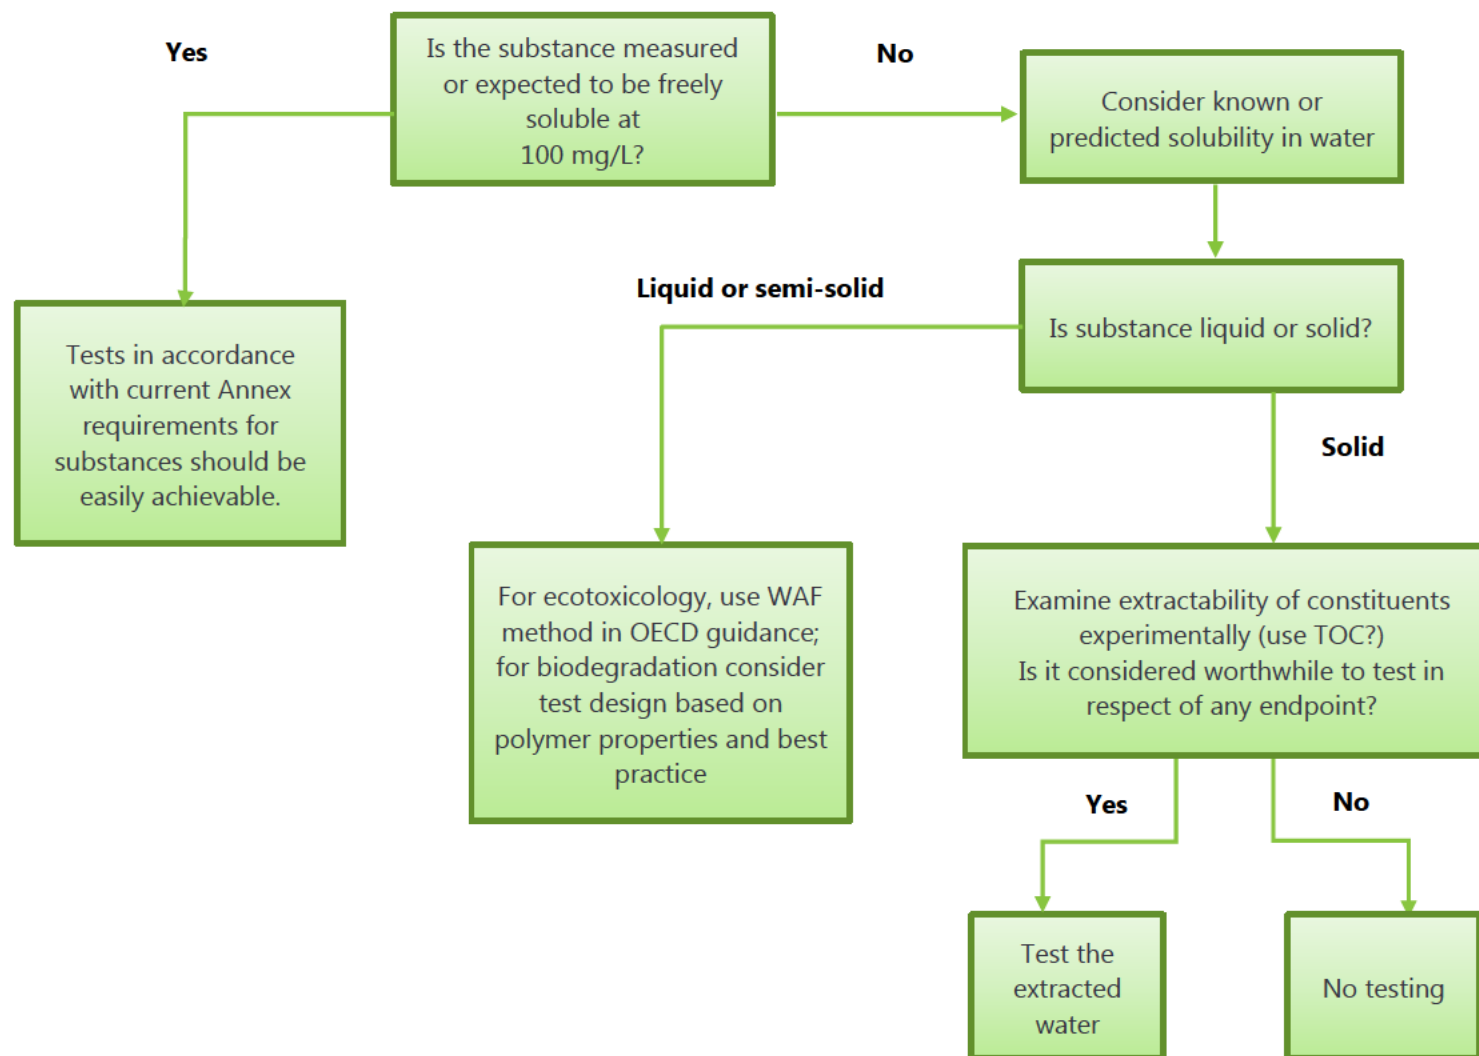 Yes
Is the substance measured
or expected to be freely
soluble at
100 mg/L?
No
Consider known or
predicted solubility in water
Liquid or semi-solid
Is substance liquid or solid?
Tests in accordance
with current Annex
requirements for
substances should be
easily achievable.
Solid
For ecotoxicology, use WAF
method in OECD guidance;
for biodegradation consider
test design based on
polymer properties and best
practice
Examine extractability of constituents
experimentally (use TOC?)
Is it considered worthwhile to test in
respect of any endpoint?
Yes
No
Test the
extracted
water
No testing